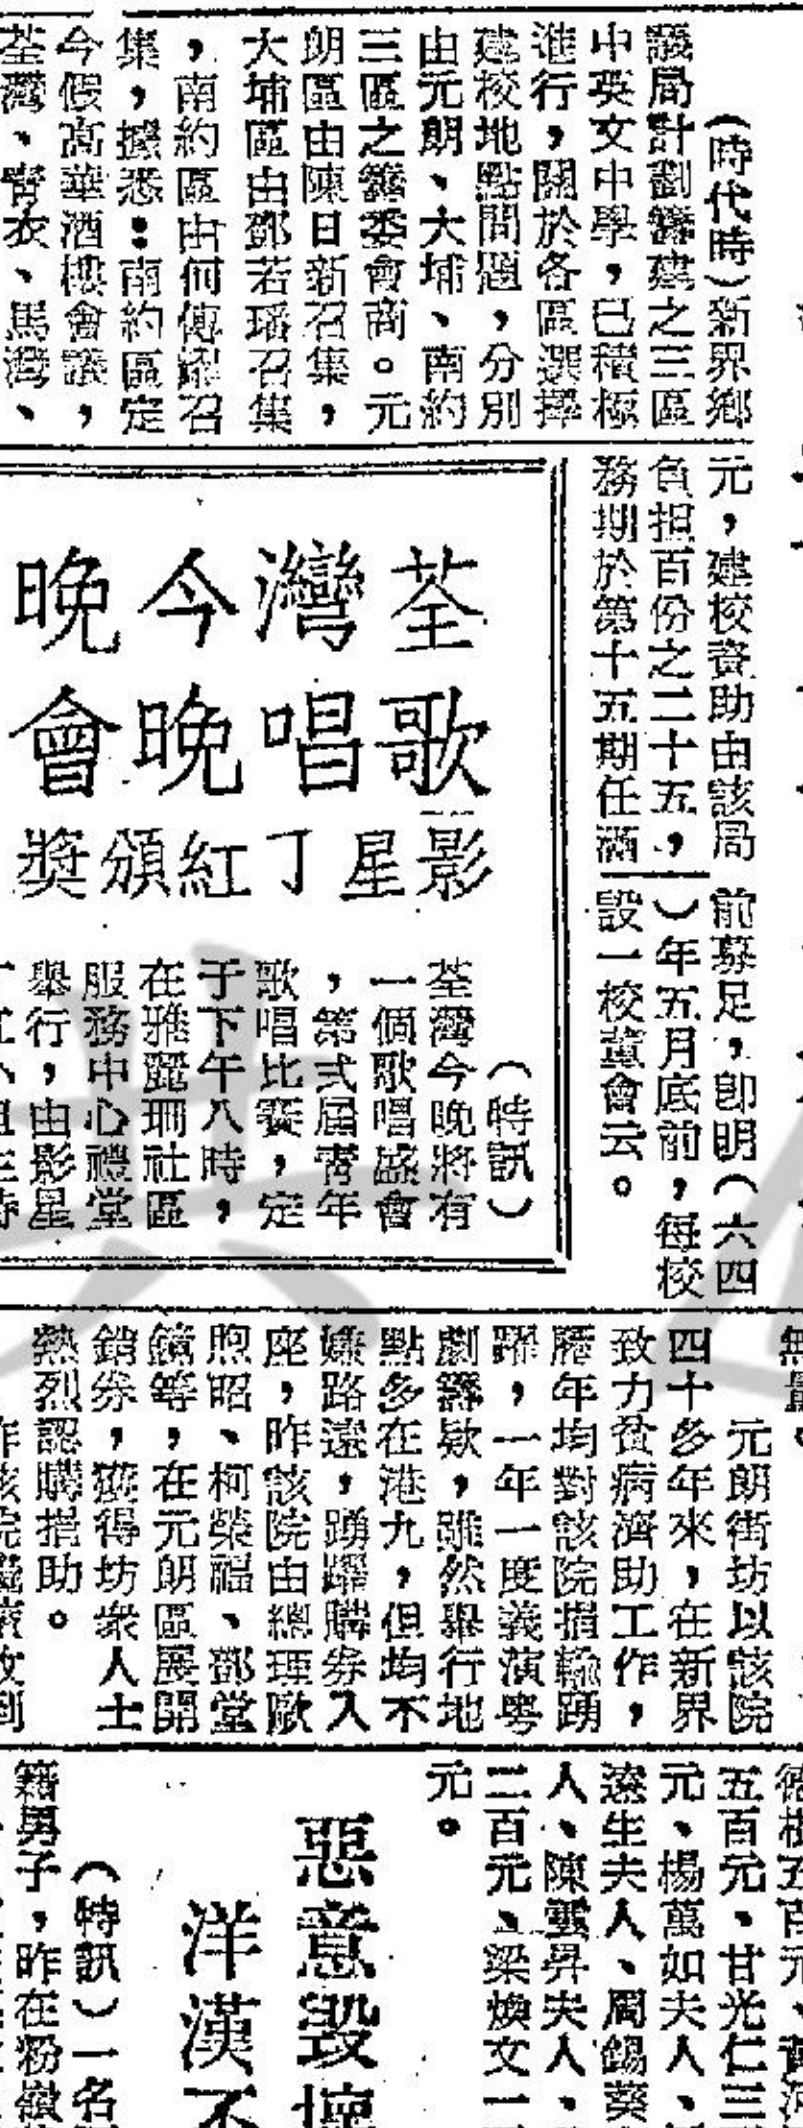 （時代時）新界鄉
議局計劃籌建之三區
中英文中學，已積極
進行，關於各區選擇
建校地點問題，分別
由元朗、大埔、南約
三區之籌委會商。元
朗區由陳日新召集，
大埔區由鄧若璠召集
，南約區由何傳耀召
集，據悉：南約區定
今假高華酒樓會議，
荃灣、青衣、馬灣、
元，建校資助由該局
負担百份之二十五，
務期於第十五期任滿
前募足，即明（六四
）年五月底前，每校
設一校董會云。
荃灣今晚
歌唱晚會
影星丁紅頒獎
（特訊）
荃灣今晚將有
一個歌唱盛會
，第弍屆青年
歌唱比賽，定
于下午八時，
在雅麗珊社區
服務中心禮堂
舉行，由影星
無量。
元朗街坊以該院
四十多年來，在新界
致力貧病濟助工作，
歷年均對該院捐輸踴
躍，一年一度義演粵
劇籌欵，雖然舉行地
點多在港九，但均不
嫌路遠，踴躍購券入
座，昨該院由總理歐
煦昭、柯榮福、鄧堂
鏡等，在元朗區展開
銷券，獲得坊衆人士
熱烈認購捐助。
五百元、甘光仁三
元、楊萬如夫人、
遠生夫人、周錫葵
人、陳雲昇夫人、
二百元、梁煥文一
元。
惡意毀壞
洋漢不
（特訊）一名
籍男子，昨在粉嶺